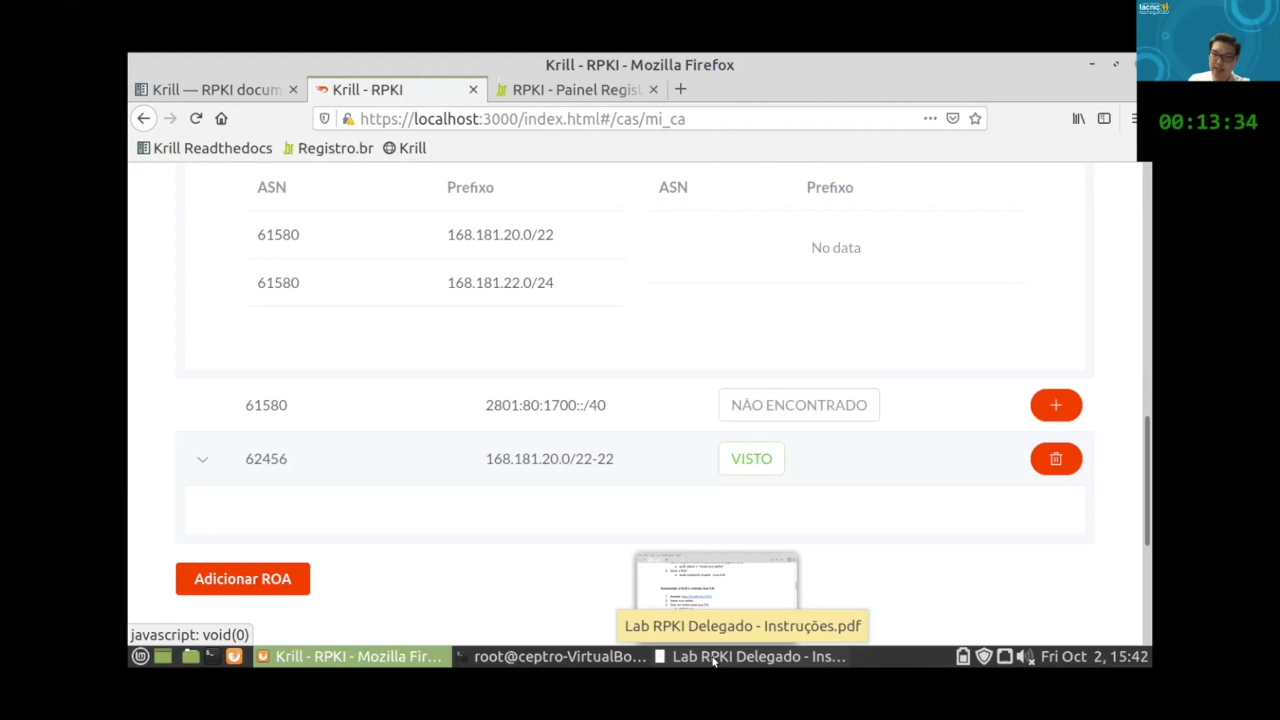 lacnic
Krill - RPKI - Mozilla Firefox
Krill — RPKI docum
Krill - RPKI
RPKI - Painel Regist
00:13:34
https://localhost:3000/index.html#/cas/mi_ca
Krill Readthedocs
Registro.br
Krill
ASN Prefixo ASN Prefixo
61580 168.181.20.0/22
No data
61580 168.181.22.0/24
61580 2801:80:1700::/40 NÃO ENCONTRADO
62456 168.181.20.0/22-22 VISTO
Adicionar ROA
Lab RPKI Delegado - Instruções.pdf
javascript: void(0)
Krill - RPKI - Mozilla Fir...
root@ceptro-VirtualBo...
Lab RPKI Delegado - Ins...
Fri Oct 2, 15:42